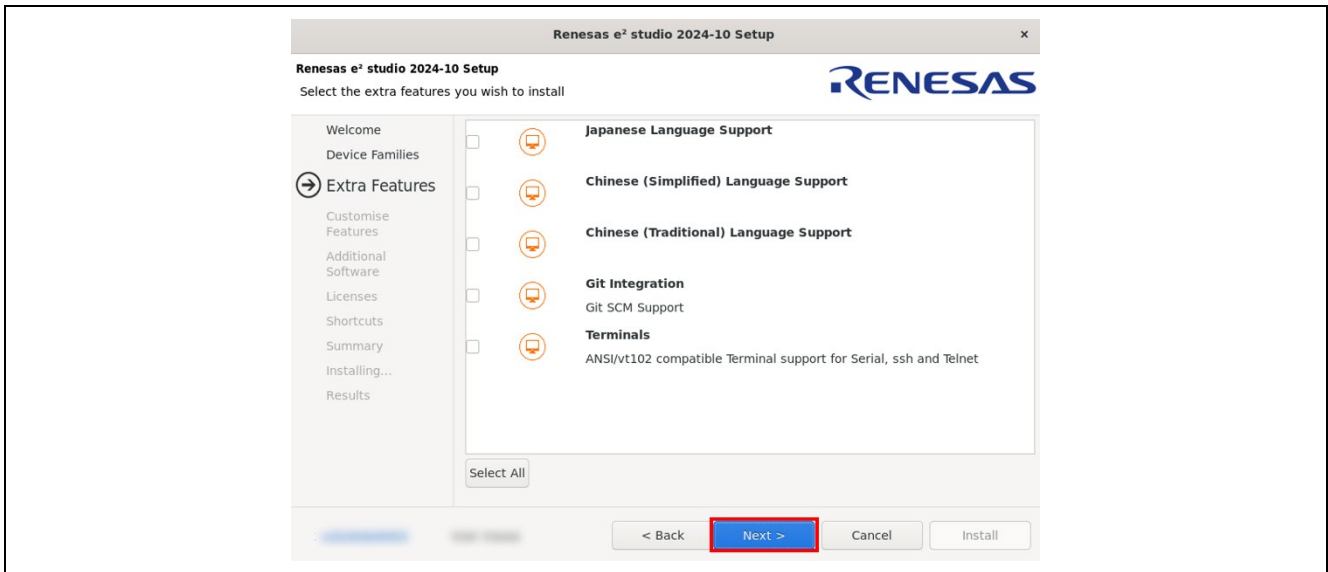 Renesas e² studio 2024-10 Setup
×
Renesas e² studio 2024-10 Setup
Select the extra features you wish to install
RENESAS
Welcome
Device Families
Extra Features
Customise
Features
Additional
Software
Licenses
Shortcuts
Summary
Installing...
Results
Japanese Language Support
Chinese (Simplified) Language Support
Chinese (Traditional) Language Support
Git Integration
Git SCM Support
Terminals
ANSI/vt102 compatible Terminal support for Serial, ssh and Telnet
Select All
< Back
Next >
Cancel
Install